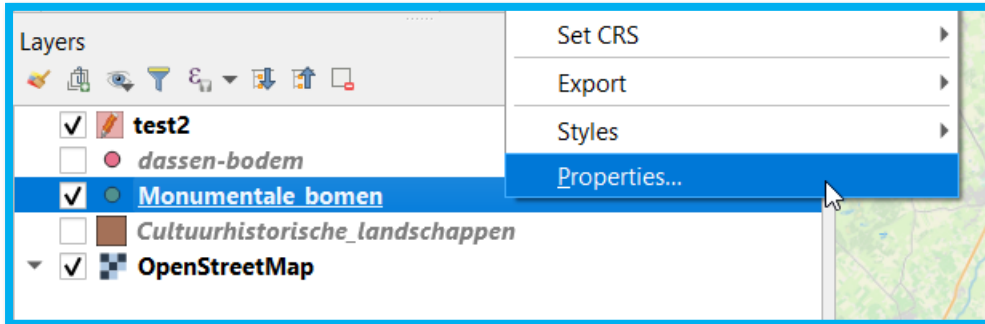 Layers
test2
dassen-bodem
Monumentale_bomen
Cultuurhistorische_landschappen
OpenStreetMap
Set CRS
Export
Styles
Properties...